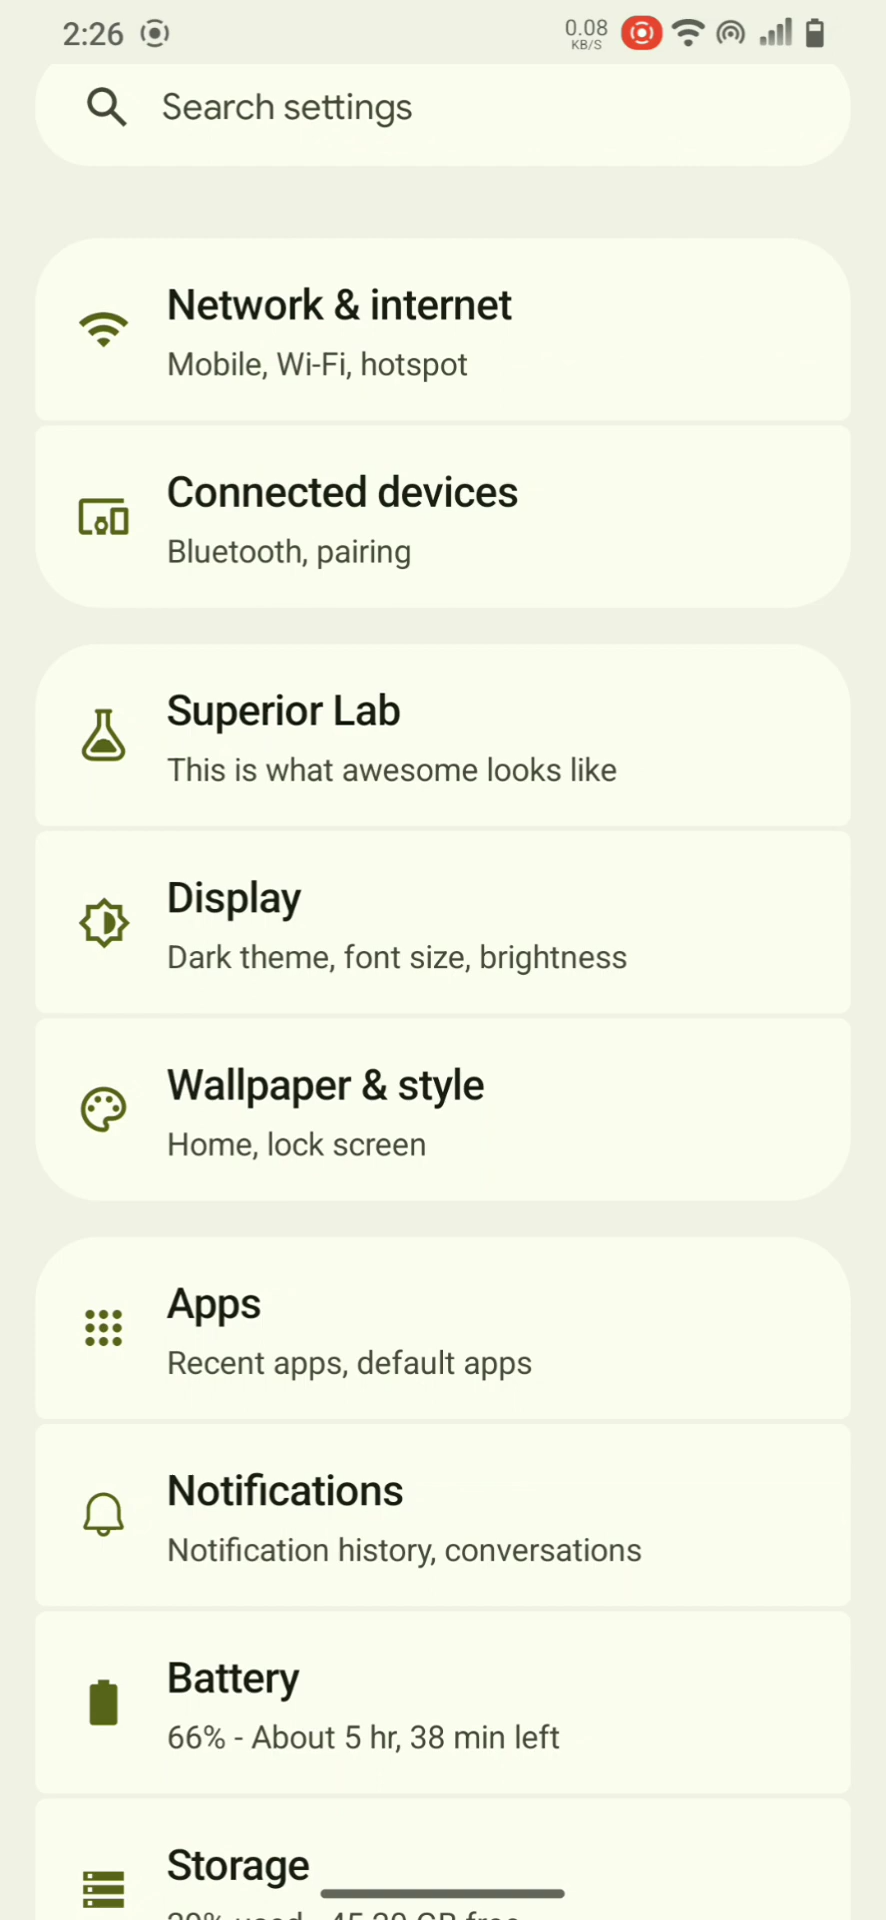 2:26
0.08
KB/S
Search settings
Network & internet
Mobile, Wi-Fi, hotspot
Connected devices
Bluetooth, pairing
Superior Lab
This is what awesome looks like
Display
Dark theme, font size, brightness
Wallpaper & style
Home, lock screen
Apps
Recent apps, default apps
Notifications
Notification history, conversations
Battery
66% - About 5 hr, 38 min left
Storage